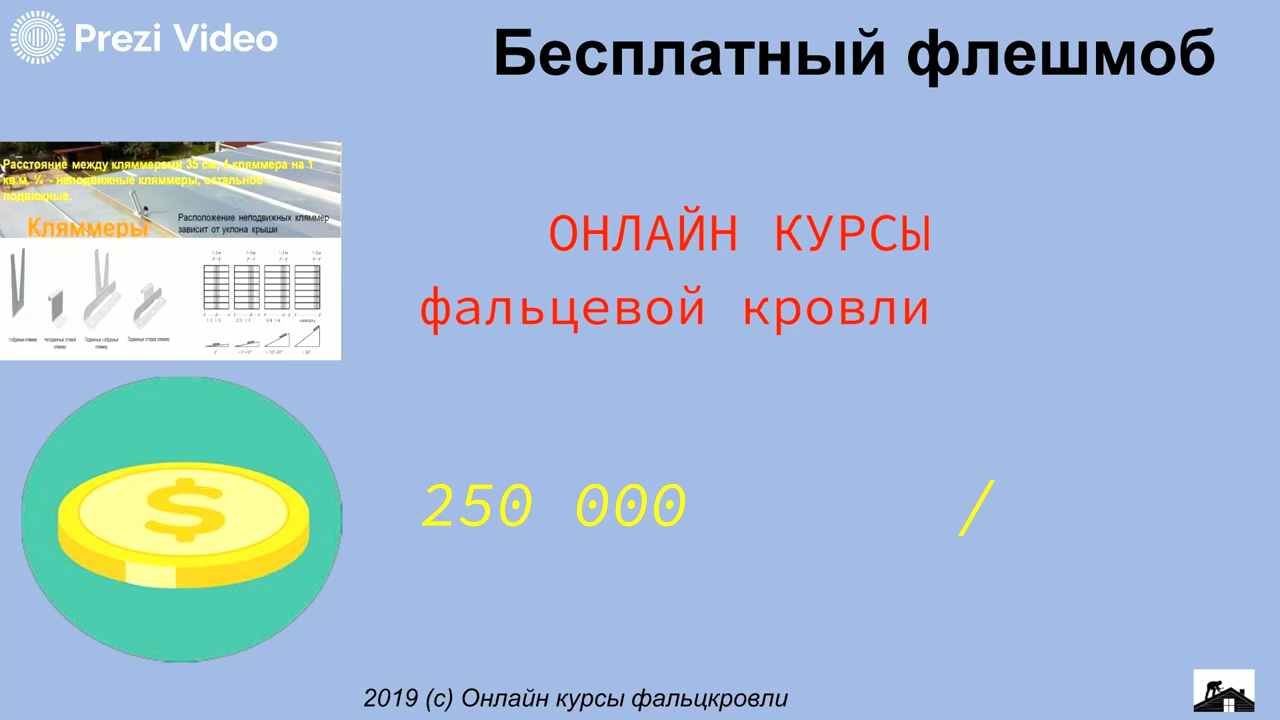 Prezi Video
Бесплатный флешмоб
Расстояние между кляммерами 35 см, 4 кляммера на 1
кв.м. ¼ - неподвижные кляммеры, остальное -
подвижные.
Кляммеры
Расположение неподвижных кляммер
зависит от уклона крыши
ОНЛАЙН КУРСЫ
фальцевой кровли
$
250 000 /
2019 (с) Онлайн курсы фальцкровли